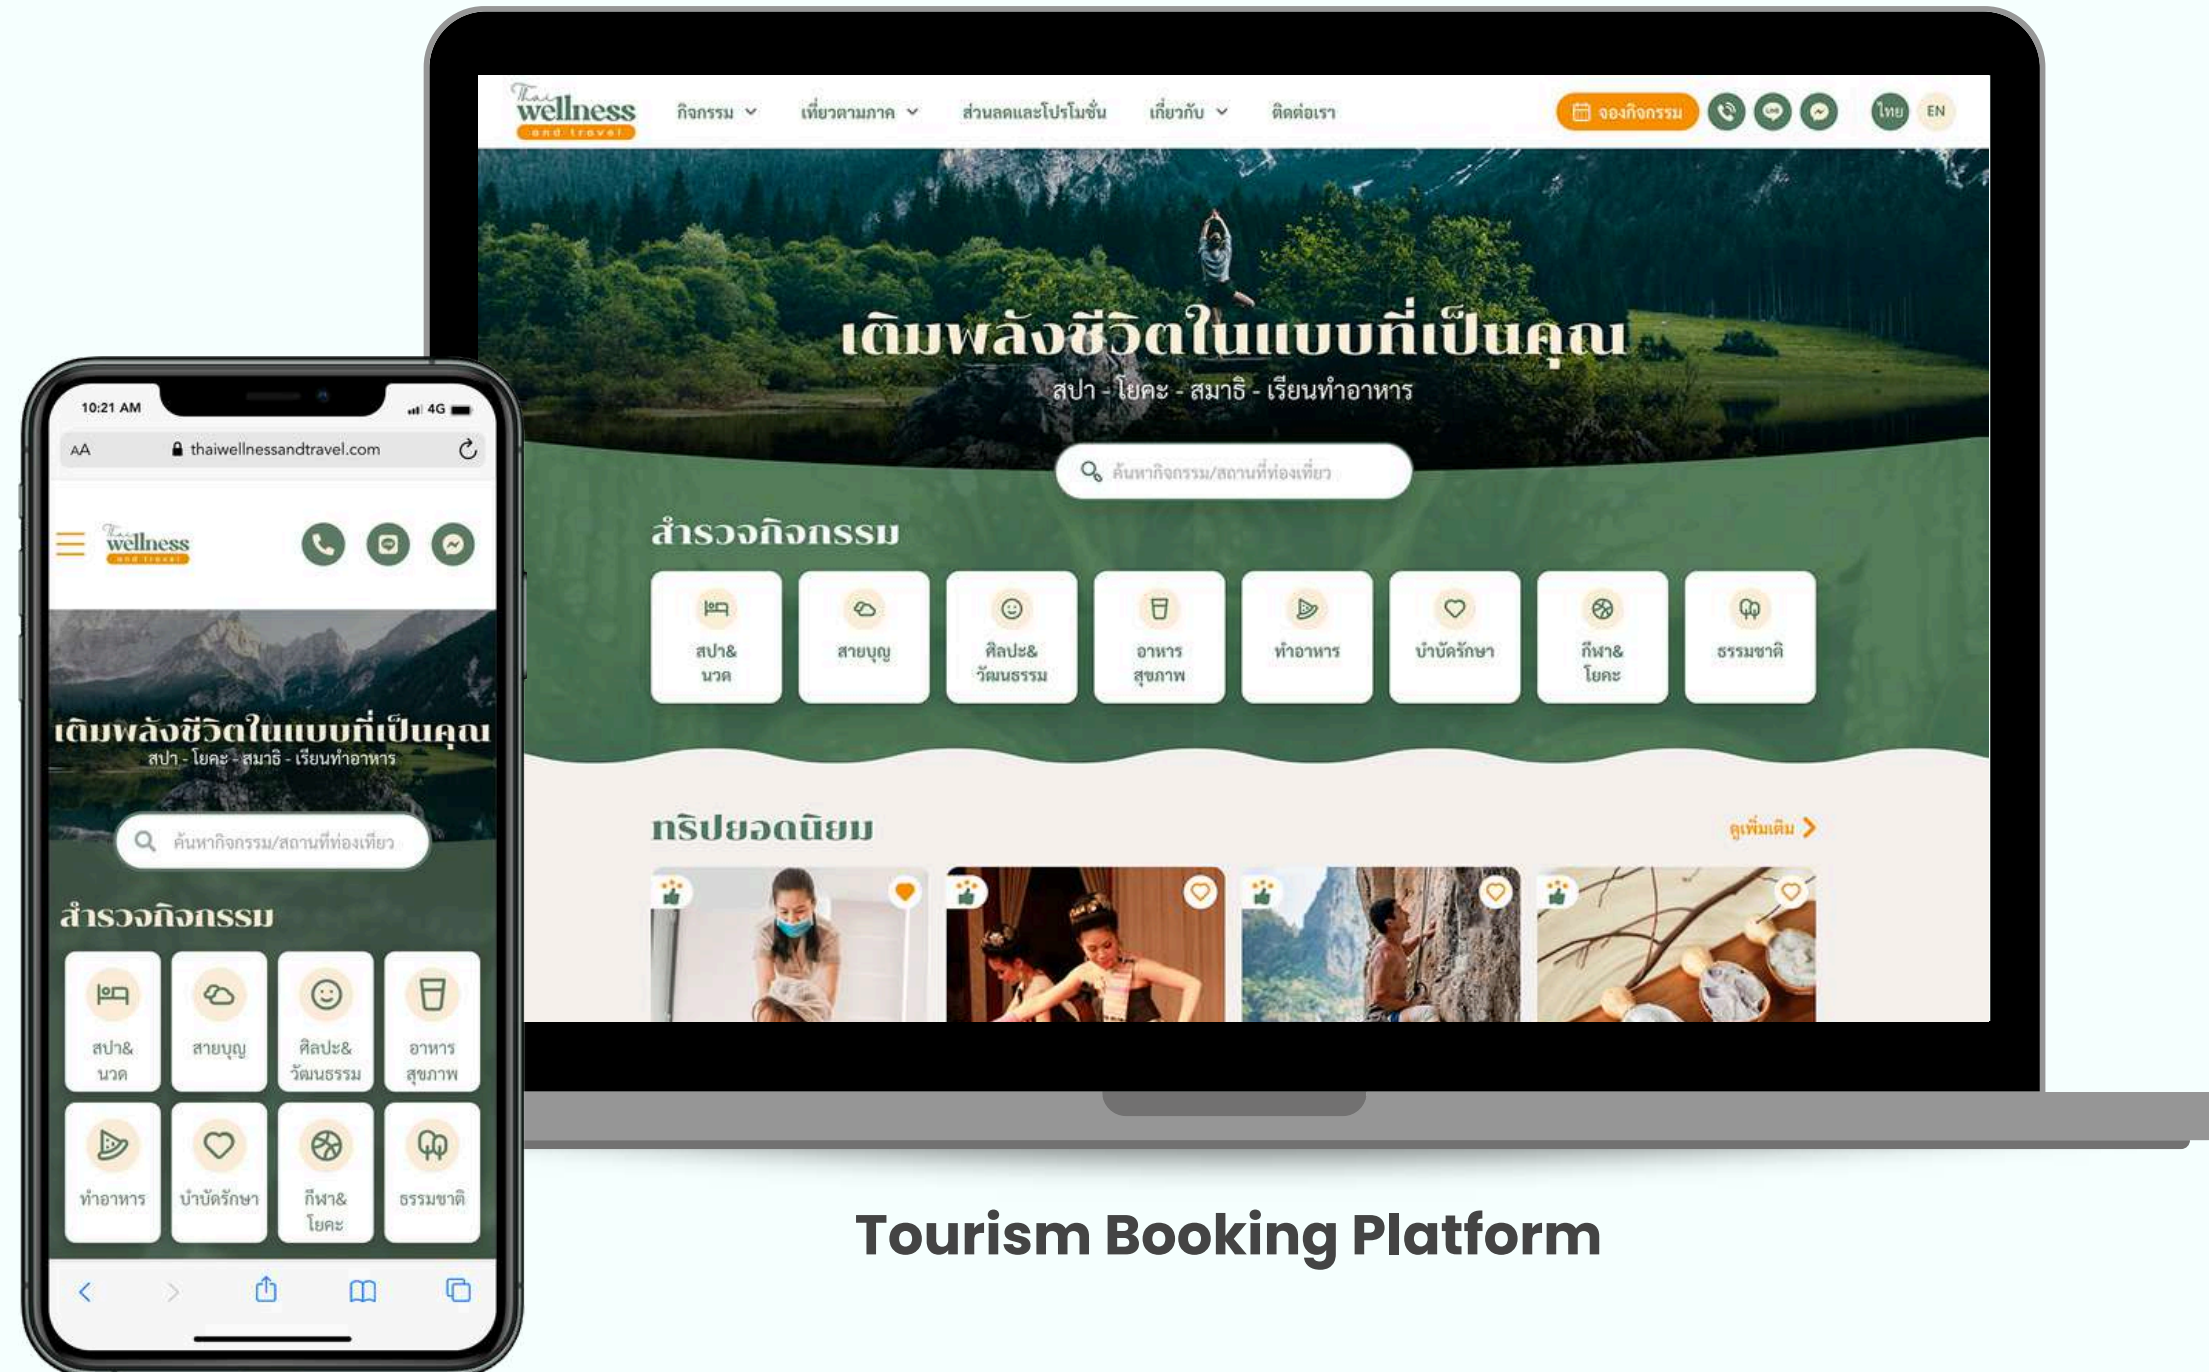 Thai
wellness
and travel
กิจกรรม
เที่ยวตามภาค
ส่วนลดและโปรโมชั่น
เกี่ยวกับ
ติดต่อเรา
จองกิจกรรม
ไทย
EN
เติมพลังชีวิตในแบบที่เป็นคุณ
สปา - โยคะ - สมาธิ - เรียนทำอาหาร
ค้นหากิจกรรม/สถานที่ท่องเที่ยว
สำรวจกิจกรรม
สปา&
นวด
สายบุญ
ศิลปะ&
วัฒนธรรม
อาหาร
สุขภาพ
ทำอาหาร
บำบัดรักษา
กีฬา&
โยคะ
ธรรมชาติ
ทริปยอดนิยม
ดูเพิ่มเติม
10:21 AM
4G
AA
thaiwellnessandtravel.com
Thai
wellness
and travel
เติมพลังชีวิตในแบบที่เป็นคุณ
สปา - โยคะ - สมาธิ - เรียนทำอาหาร
ค้นหากิจกรรม/สถานที่ท่องเที่ยว
สำรวจกิจกรรม
สปา&
นวด
สายบุญ
ศิลปะ&
วัฒนธรรม
อาหาร
สุขภาพ
ทำอาหาร
บำบัดรักษา
กีฬา&
โยคะ
ธรรมชาติ
Tourism Booking Platform